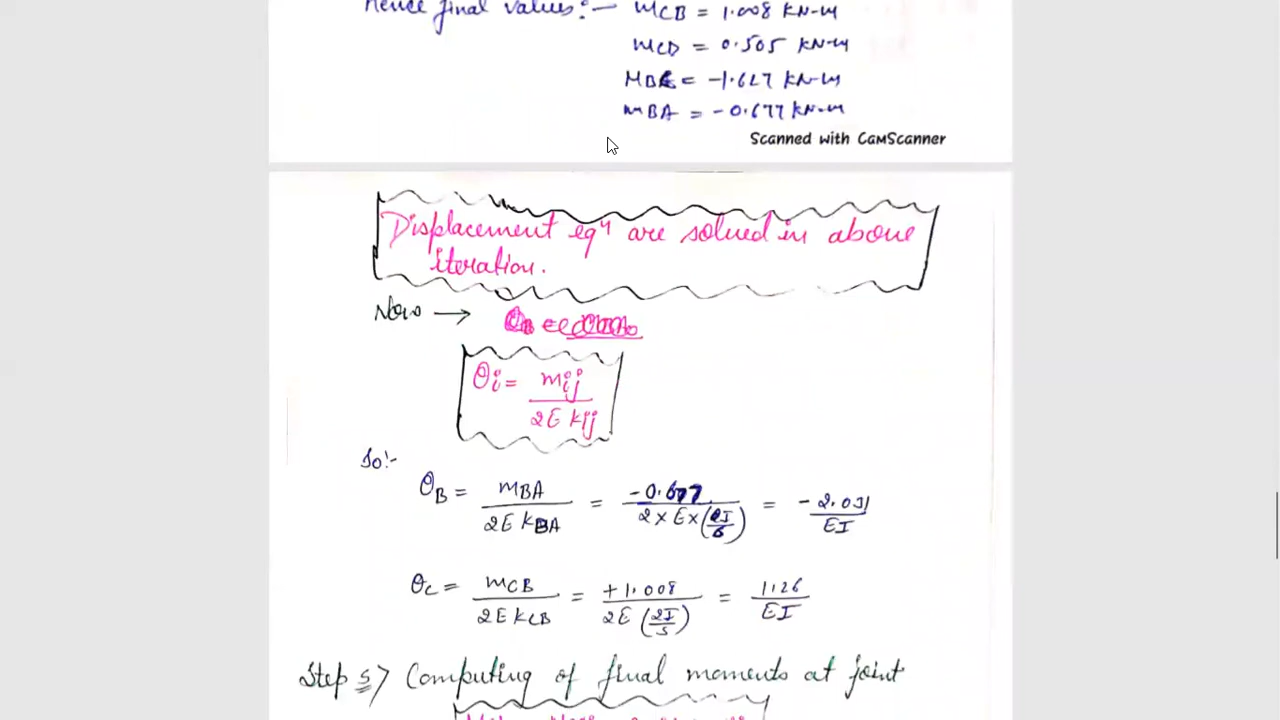 Hence final values:- MCB = 1.008 KN-M
MCD = 0.505 KN-M
MBC = -1.627 KN-M
MBA = -0.677 KN-M
Scanned with CamScanner
Displacement eqn are solved in above
iteration.
Now →
θi = mij / 2E kij
So:-
θB = MBA / 2E KBA = -0.677 / 2 × E × (I/6) = -2.031 / EI
θC = MCB / 2E KCB = +1.008 / 2E (2I/5) = 1.26 / EI
Step 5) Computing of final moments at joint